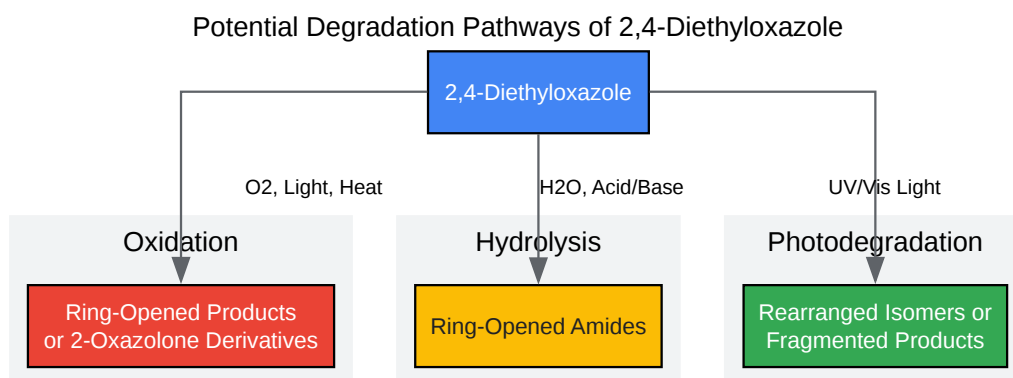 Potential Degradation Pathways of 2,4-Diethyloxazole
2,4-Diethyloxazole
O2, Light, Heat
H2O, Acid/Base
UV/Vis Light
Oxidation
Hydrolysis
Photodegradation
Ring-Opened Products
or 2-Oxazolone Derivatives
Ring-Opened Amides
Rearranged Isomers or
Fragmented Products